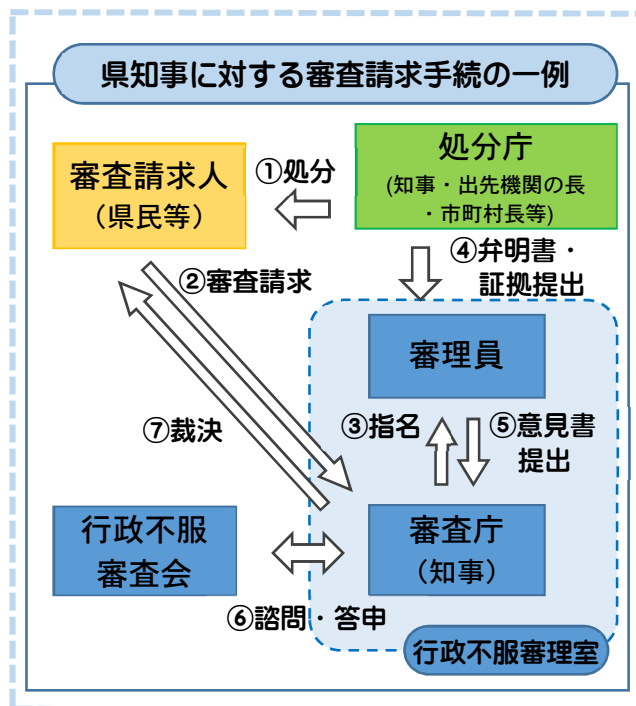 県知事に対する審査請求手続の一例
審査請求人
（県民等）
①処分
処分庁
(知事・出先機関の長
・市町村長等)
②審査請求
④弁明書・
証拠提出
審理員
⑦裁決
③指名
⑤意見書
提出
行政不服
審査会
審査庁
（知事）
⑥諮問・答申
行政不服審理室